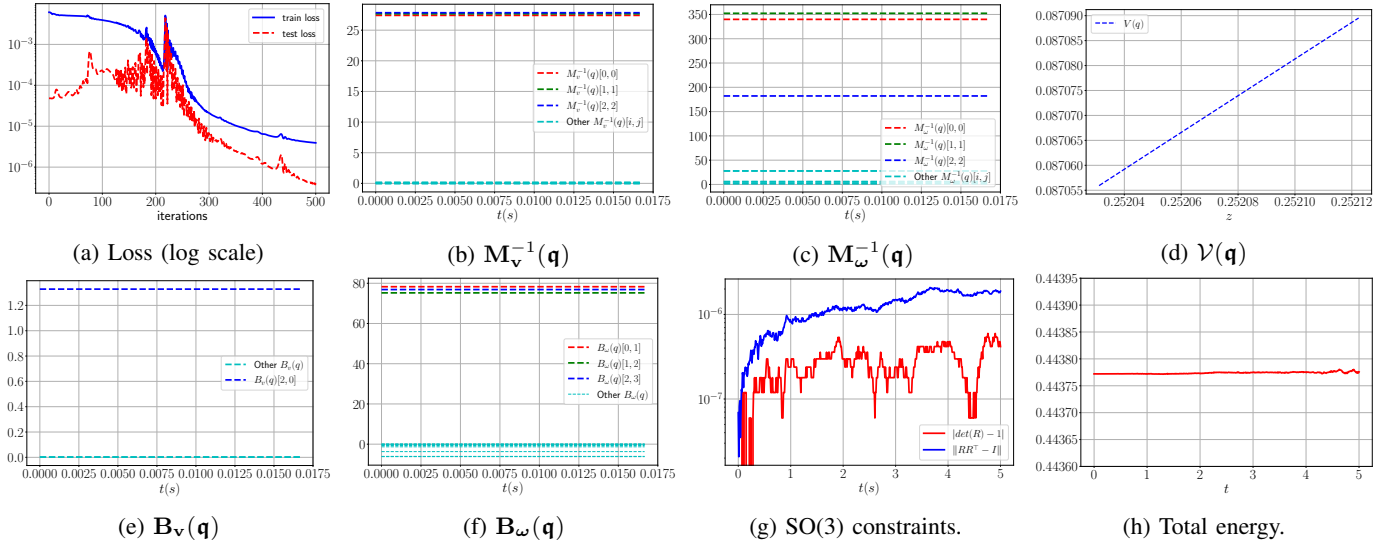 10^{-3}
10^{-4}
10^{-5}
10^{-6}
train loss
test loss
0 100 200 300 400 500
iterations
(a) Loss (log scale)
30
25
20
15
10
5
0
M_v^{-1}(q)[0, 0]
M_v^{-1}(q)[1, 1]
M_v^{-1}(q)[2, 2]
Other M_v^{-1}(q)[i, j]
0.0000 0.0025 0.0050 0.0075 0.0100 0.0125 0.0150 0.0175
t(s)
(b) M_v^{-1}(q)
350
300
250
200
150
100
50
0
M_ω^{-1}(q)[0, 0]
M_ω^{-1}(q)[1, 1]
M_ω^{-1}(q)[2, 2]
Other M_ω^{-1}(q)[i, j]
0.0000 0.0025 0.0050 0.0075 0.0100 0.0125 0.0150 0.0175
t(s)
(c) M_ω^{-1}(q)
0.087090
0.087085
0.087080
0.087075
0.087070
0.087065
0.087060
0.087055
V(q)
0.25204 0.25206 0.25208 0.25210 0.25212
z
(d) V(q)
1.2
1.0
0.8
0.6
0.4
0.2
0.0
Other B_v(q)
B_v(q)[2, 0]
0.0000 0.0025 0.0050 0.0075 0.0100 0.0125 0.0150 0.0175
t(s)
(e) B_v(q)
80
60
40
20
0
B_ω(q)[0, 1]
B_ω(q)[1, 2]
B_ω(q)[2, 3]
Other B_ω(q)
0.0000 0.0025 0.0050 0.0075 0.0100 0.0125 0.0150 0.0175
t(s)
(f) B_ω(q)
10^{-6}
10^{-7}
|det(R) − 1|
‖RR^⊤ − I‖
0 1 2 3 4 5
t(s)
(g) SO(3) constraints.
0.44395
0.44390
0.44385
0.44380
0.44375
0.44370
0.44365
0.44360
0 1 2 3 4 5
t
(h) Total energy.